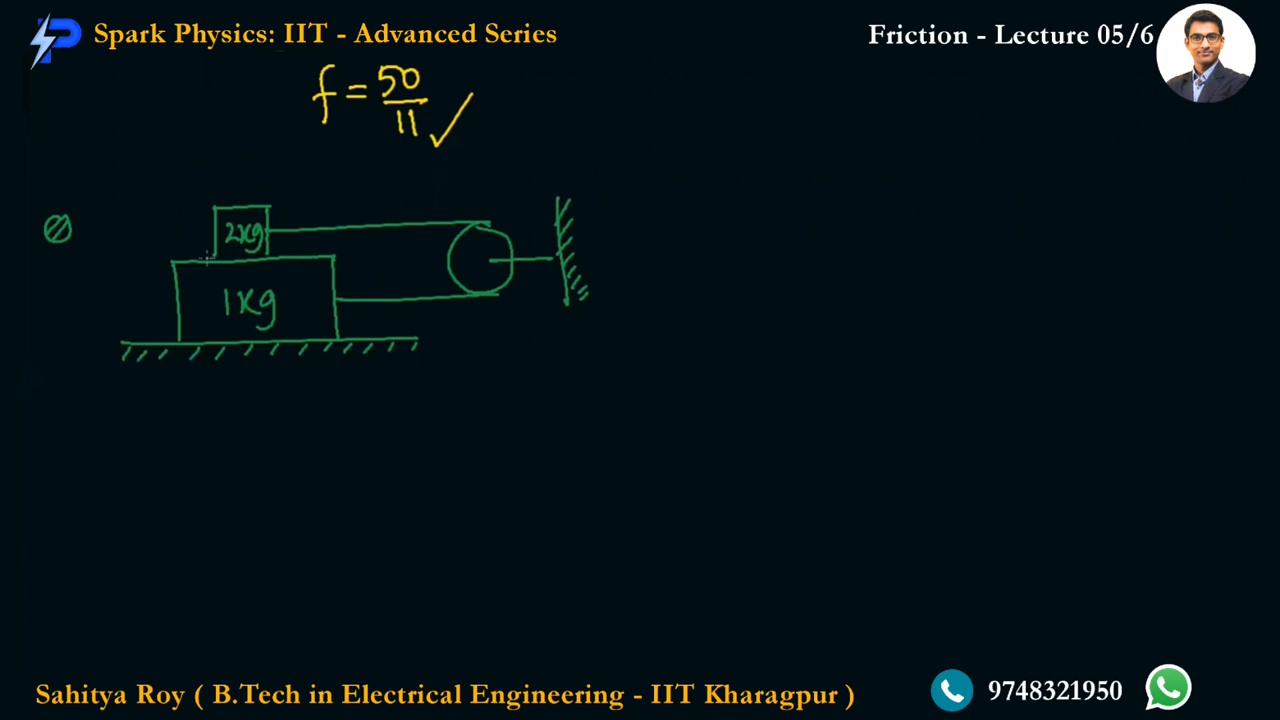 Spark Physics: IIT - Advanced Series
Friction - Lecture 05/6
f = 50/11 ✓
2kg
1kg
Sahitya Roy ( B.Tech in Electrical Engineering - IIT Kharagpur )
9748321950